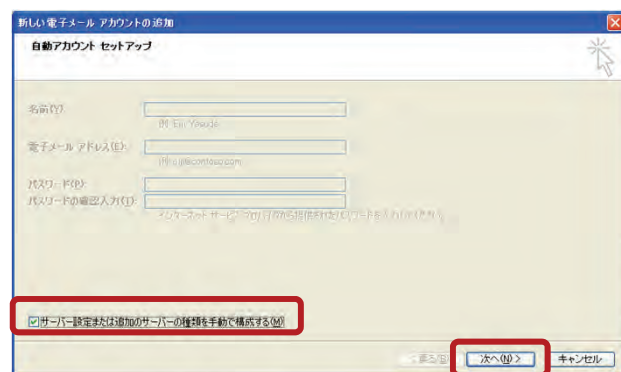 新しい電子メール アカウントの追加
自動アカウント セットアップ
名前(Y):
例: Eiji Yasuda
電子メール アドレス(E):
例: eiji@contoso.com
パスワード(P):
パスワードの確認入力(T):
インターネット サービス プロバイダから提供されたパスワードを入力してください。
サーバー設定または追加のサーバーの種類を手動で構成する(M)
< 戻る(B)
次へ(N) >
キャンセル